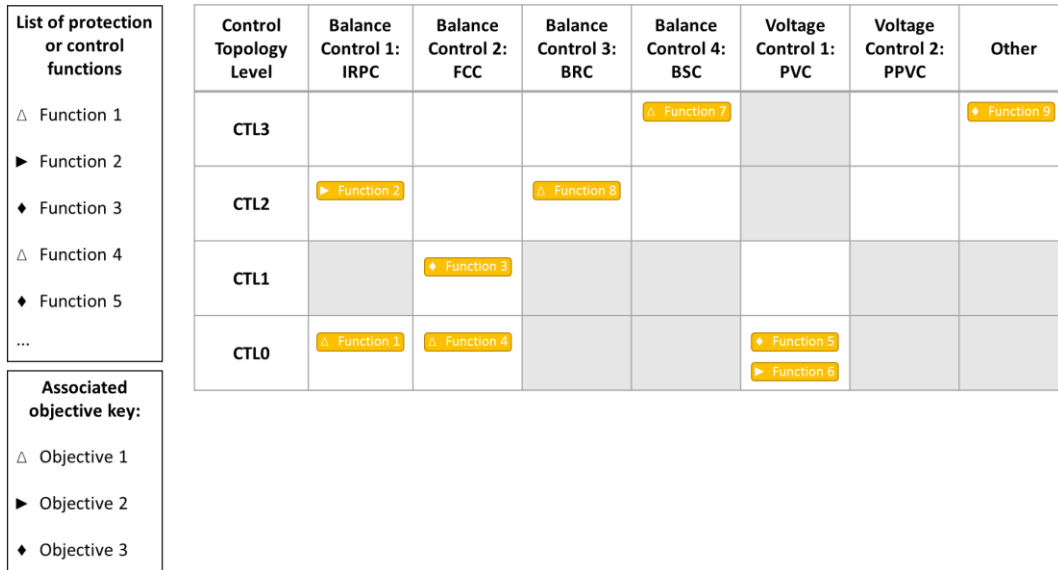 List of protection
or control
functions
△ Function 1
► Function 2
♦ Function 3
△ Function 4
♦ Function 5
...
Associated
objective key:
△ Objective 1
► Objective 2
♦ Objective 3
Control
Topology
Level
Balance
Control 1:
IRPC
Balance
Control 2:
FCC
Balance
Control 3:
BRC
Balance
Control 4:
BSC
Voltage
Control 1:
PVC
Voltage
Control 2:
PPVC
Other
CTL3
△ Function 7
♦ Function 9
CTL2
► Function 2
△ Function 8
CTL1
♦ Function 3
CTL0
△ Function 1
△ Function 4
♦ Function 5
► Function 6